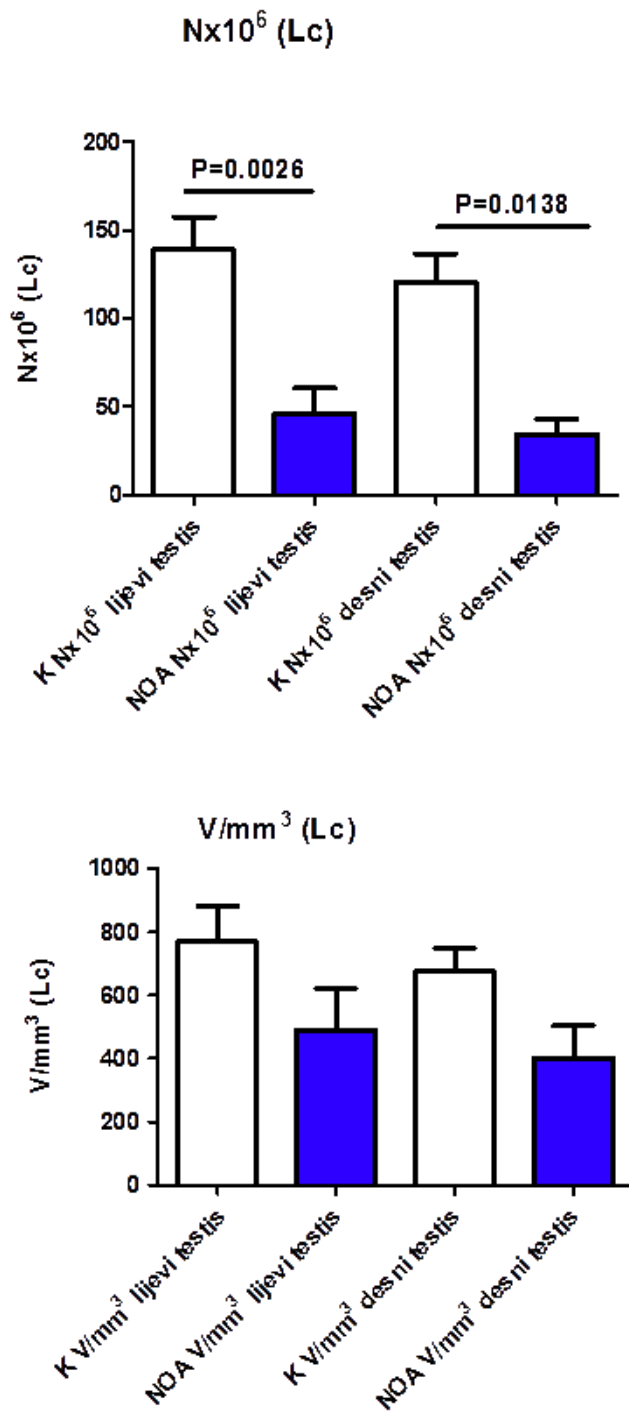 Nx10⁶ (Lc)
P=0.0026
P=0.0138
Nx10⁶ (Lc)
200
150
100
50
0
K Nx10⁶ lijevi testis
NOA Nx10⁶ lijevi testis
K Nx10⁶ desni testis
NOA Nx10⁶ desni testis
V/mm³ (Lc)
V/mm³ (Lc)
1000
800
600
400
200
0
K V/mm³ lijevi testis
NOA V/mm³ lijevi testis
K V/mm³ desni testis
NOA V/mm³ desni testis